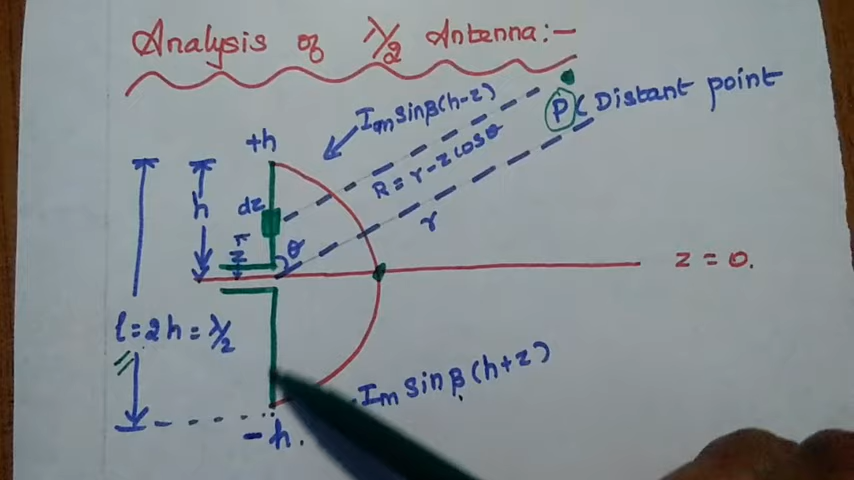 Analysis of λ/2 Antenna:-
P (Distant point
Im sinβ(h-z)
+h
R = r-z cosθ
h
dz
r
z
θ
z = 0.
l=2h=λ/2
Im sinβ(h+z)
-h.